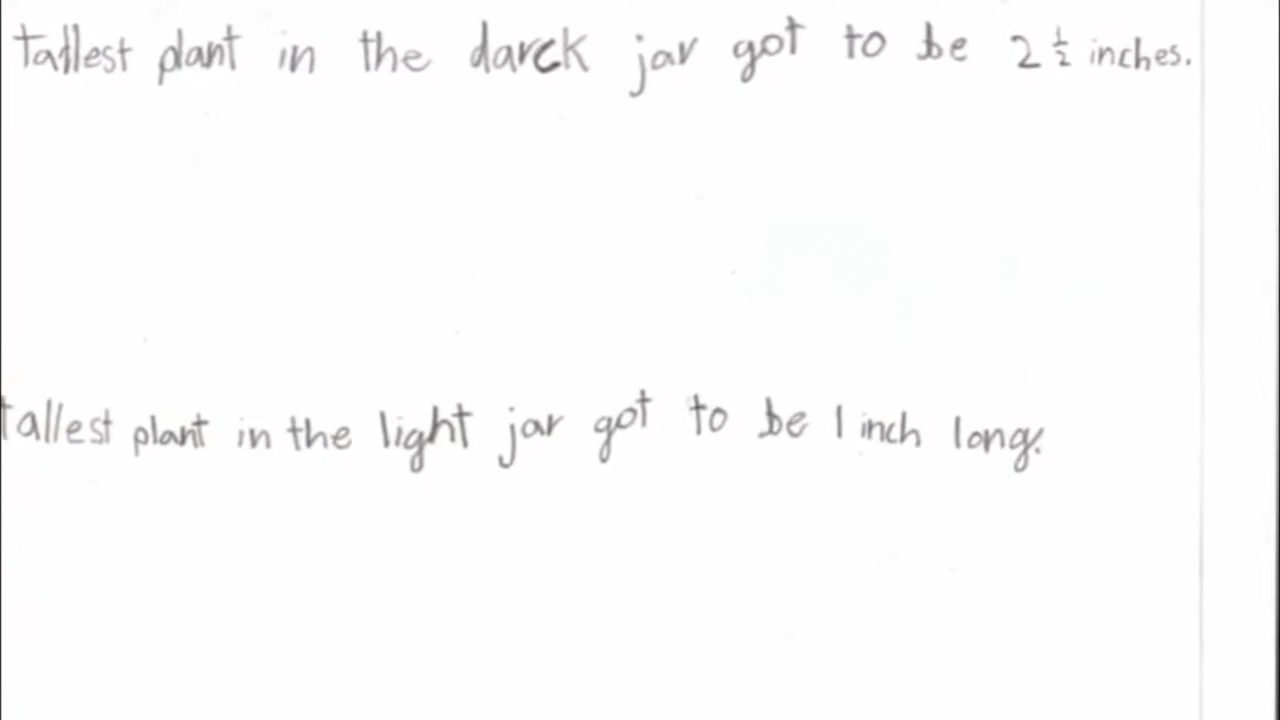 tallest plant in the darck jar got to be 2 ½ inches.
tallest plant in the light jar got to be 1 inch long.